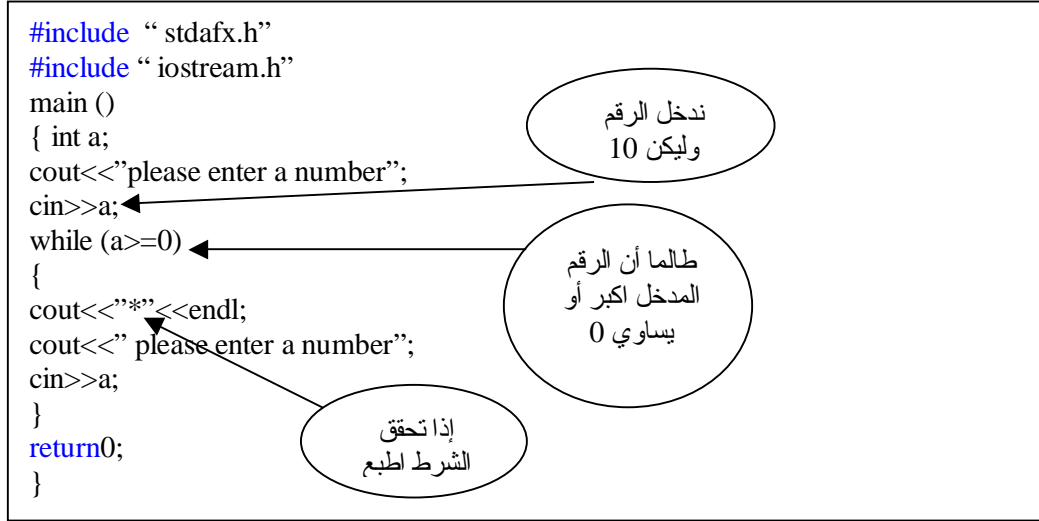 #include “ stdafx.h”
#include “ iostream.h”
main ()
{ int a;
cout<<”please enter a number”;
cin>>a;
while (a>=0)
{
cout<<”*”<<endl;
cout<<” please enter a number”;
cin>>a;
}
return0;
}
ندخل الرقم
وليكن 10
طالما أن الرقم
المدخل اكبر أو
يساوي 0
إذا تحقق
الشرط اطبع